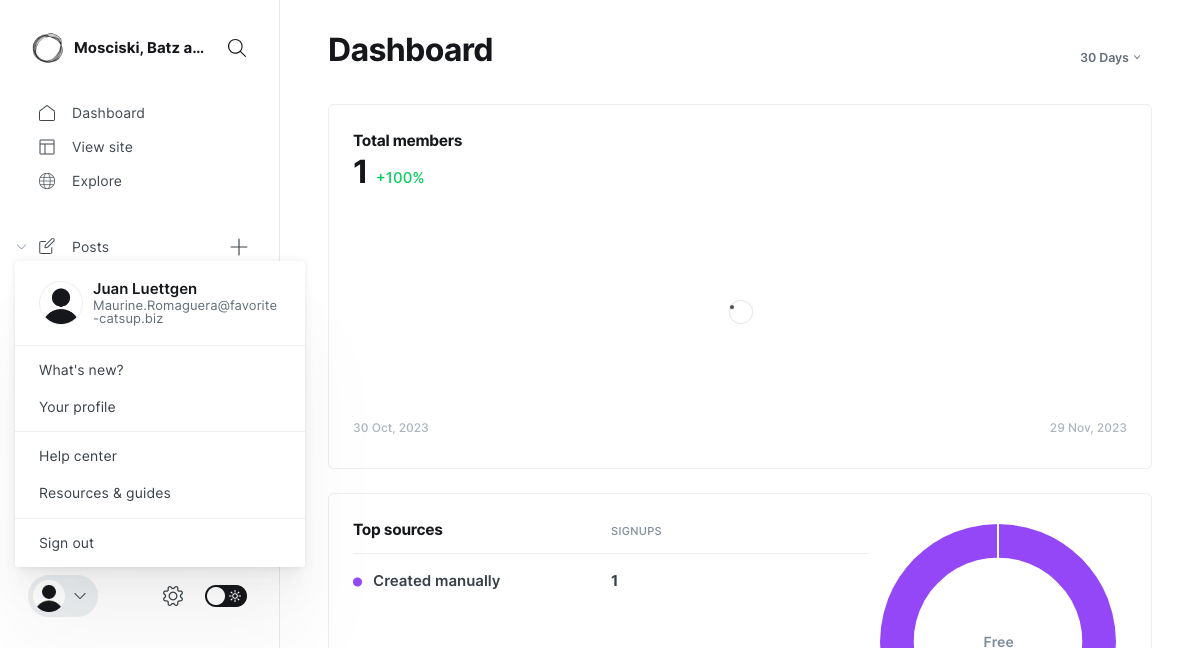 Mosciski, Batz a...
Dashboard
View site
Explore
Posts
Juan Luettgen
Maurine.Romaguera@favorite
-catsup.biz
What's new?
Your profile
Help center
Resources & guides
Sign out
Dashboard
30 Days
Total members
1 +100%
30 Oct, 2023
29 Nov, 2023
Top sources
SIGNUPS
Created manually
1
Free